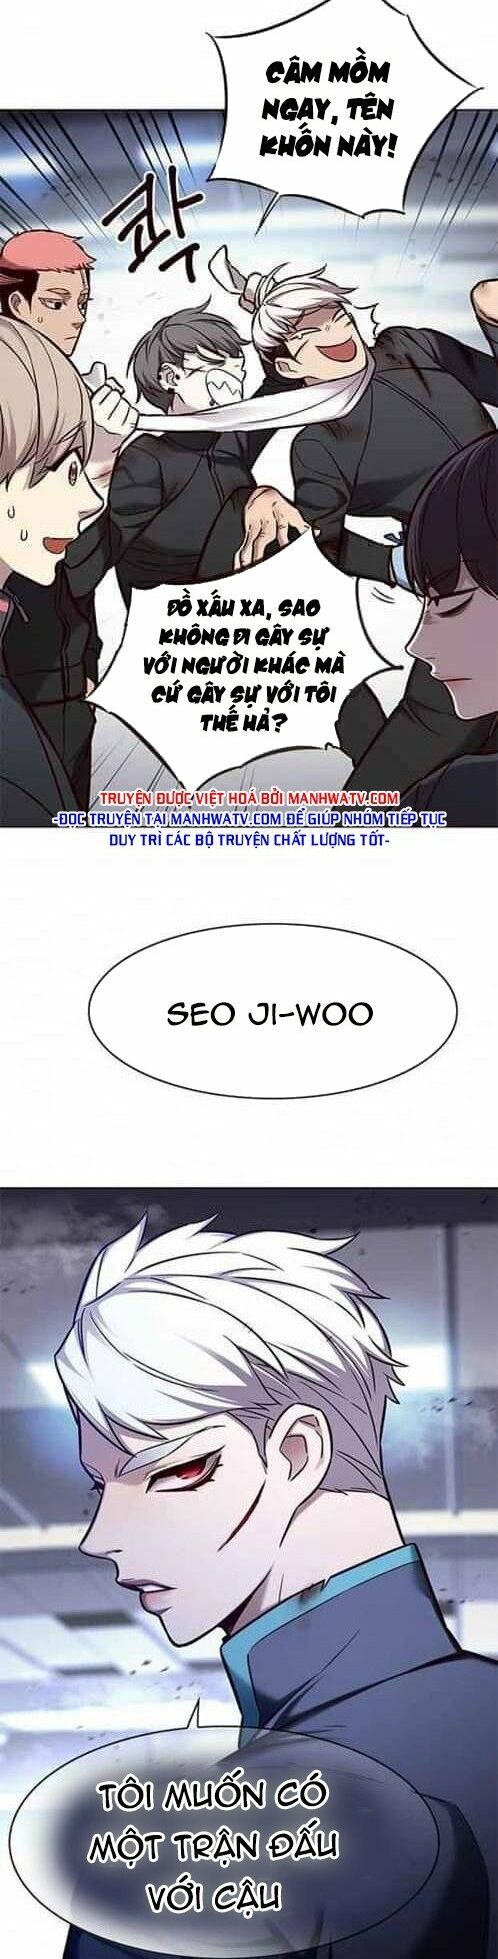 CÂM MỒM
NGAY, TÊN
KHỐN NÀY!
콱
ĐỒ XẤU XA, SAO
KHÔNG ĐI GÂY SỰ
VỚI NGƯỜI KHÁC MÀ
CỨ GÂY SỰ VỚI TÔI
THẾ HẢ?
TRUYỆN ĐƯỢC VIỆT HOÁ BỞI MANHWATV.COM
-ĐỌC TRUYỆN TẠI MANHWATV.COM ĐỂ GIÚP NHÓM TIẾP TỤC
DUY TRÌ CÁC BỘ TRUYỆN CHẤT LƯỢNG TỐT-
SEO JI-WOO
TÔI MUỐN CÓ
MỘT TRẬN ĐẤU
VỚI CẬU